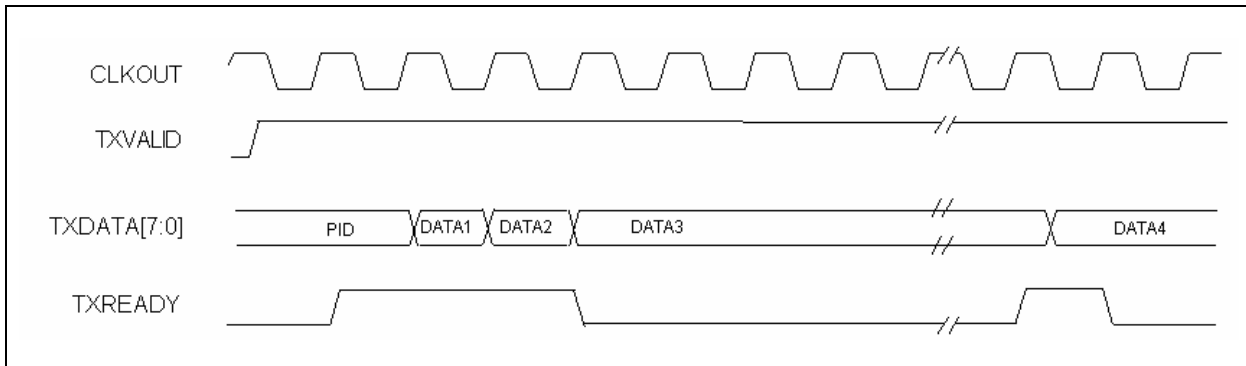 CLKOUT
TXVALID
TXDATA[7:0]
PID
DATA1
DATA2
DATA3
DATA4
TXREADY